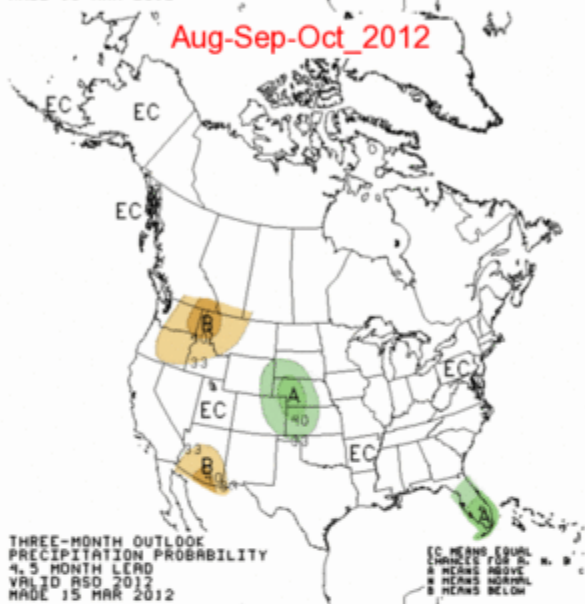 Aug-Sep-Oct_2012
EC
EC
EC
B
40
33
A
EC
EC
40
33
EC
33
B
40
A
THREE-MONTH OUTLOOK
PRECIPITATION PROBABILITY
4.5 MONTH LEAD
VALID ASO 2012
MADE 15 MAR 2012
EC MEANS EQUAL
CHANCES FOR A, N, B
A MEANS ABOVE
N MEANS NORMAL
B MEANS BELOW